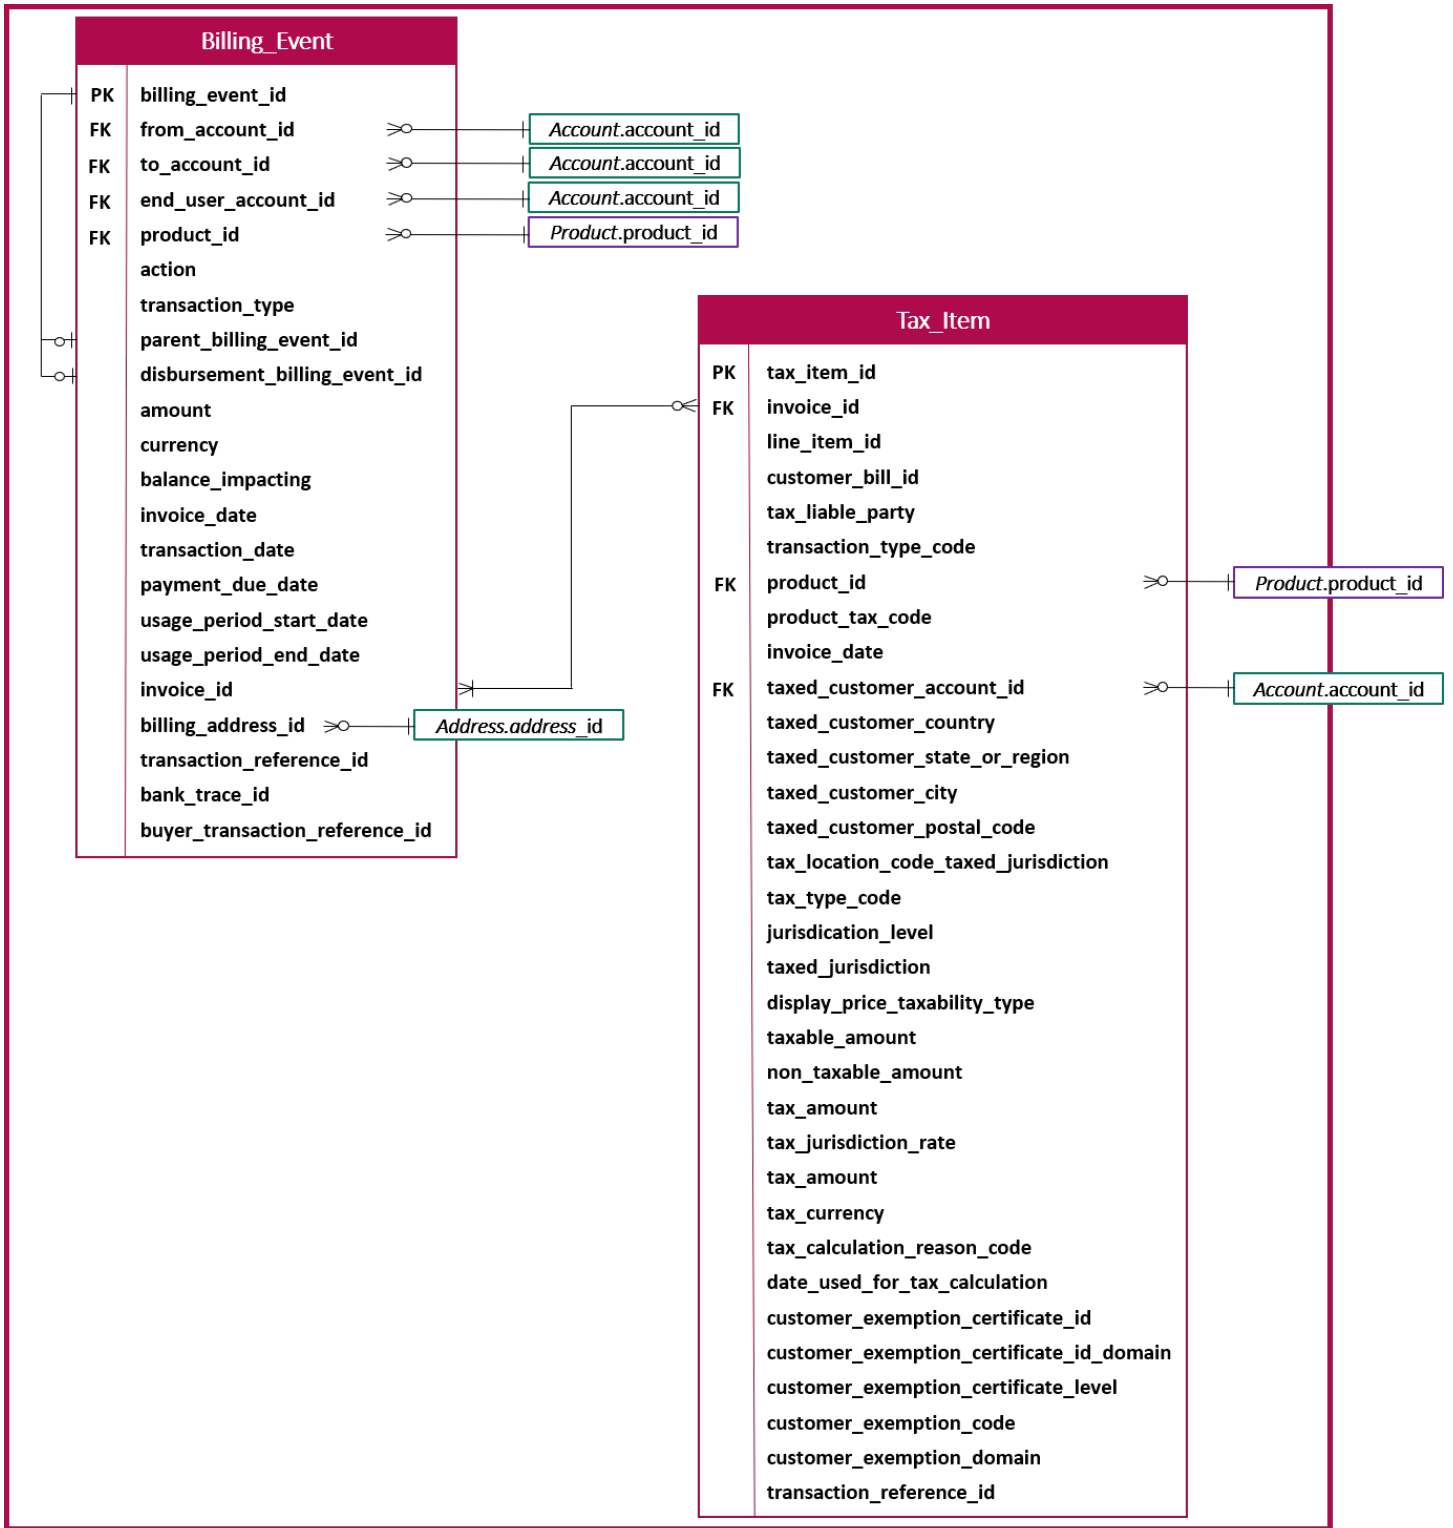 Billing_Event
PK billing_event_id
FK from_account_id Account.account_id
FK to_account_id Account.account_id
FK end_user_account_id Account.account_id
FK product_id Product.product_id
action
transaction_type
parent_billing_event_id
disbursement_billing_event_id
amount
currency
balance_impacting
invoice_date
transaction_date
payment_due_date
usage_period_start_date
usage_period_end_date
invoice_id
billing_address_id Address.address_id
transaction_reference_id
bank_trace_id
buyer_transaction_reference_id
Tax_Item
PK tax_item_id
FK invoice_id
line_item_id
customer_bill_id
tax_liable_party
transaction_type_code
FK product_id Product.product_id
product_tax_code
invoice_date
FK taxed_customer_account_id Account.account_id
taxed_customer_country
taxed_customer_state_or_region
taxed_customer_city
taxed_customer_postal_code
tax_location_code_taxed_jurisdiction
tax_type_code
jurisdication_level
taxed_jurisdiction
display_price_taxability_type
taxable_amount
non_taxable_amount
tax_amount
tax_jurisdiction_rate
tax_amount
tax_currency
tax_calculation_reason_code
date_used_for_tax_calculation
customer_exemption_certificate_id
customer_exemption_certificate_id_domain
customer_exemption_certificate_level
customer_exemption_code
customer_exemption_domain
transaction_reference_id